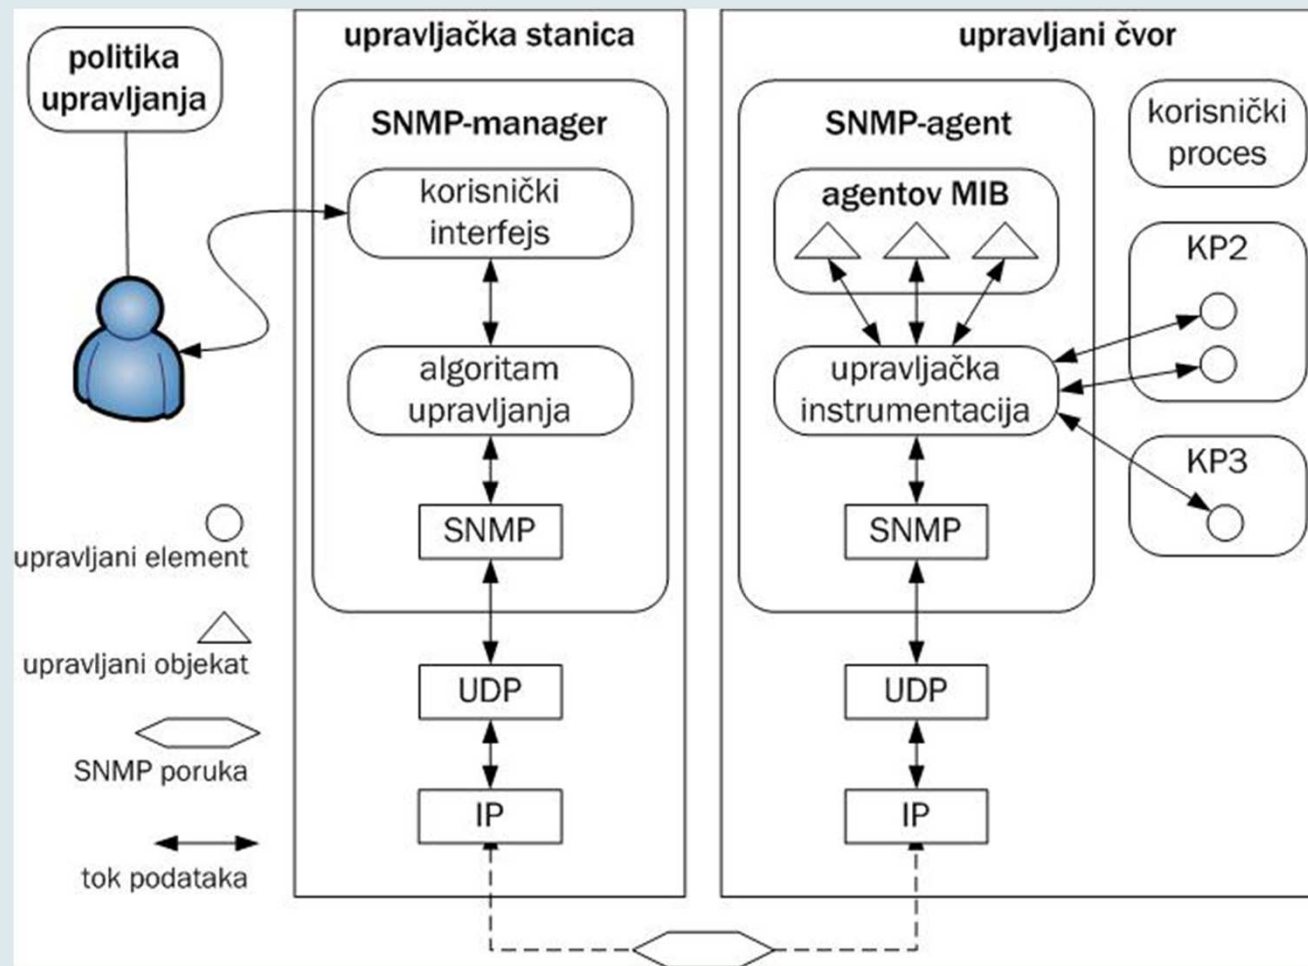 politika
upravljanja
upravljačka stanica
SNMP-manager
korisnički
interfejs
algoritam
upravljanja
SNMP
UDP
IP
upravljani čvor
SNMP-agent
agentov MIB
upravljačka
instrumentacija
SNMP
UDP
IP
korisnički
proces
KP2
KP3
upravljani element
upravljani objekat
SNMP poruka
tok podataka